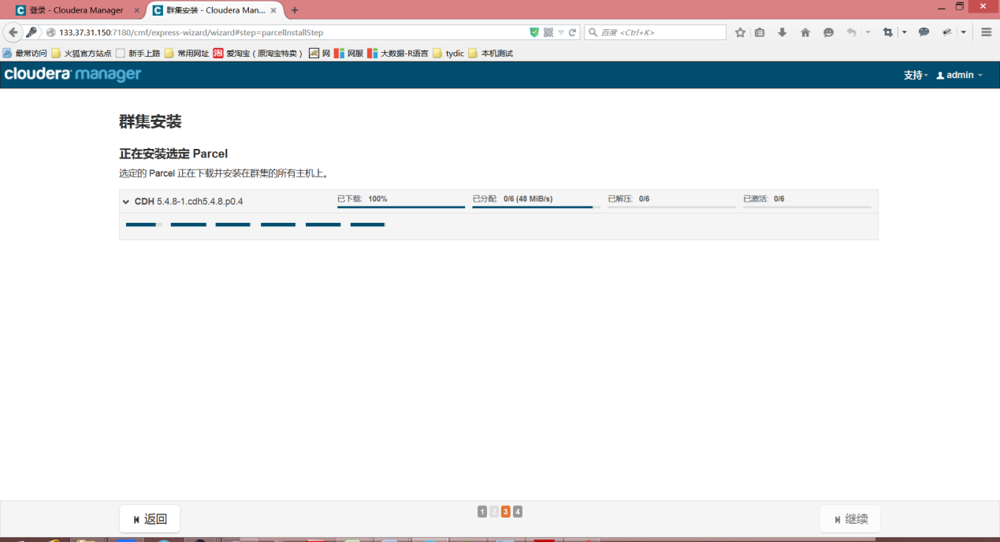 登录 - Cloudera Manager
群集安装 - Cloudera Man...
133.37.31.150:7180/cmf/express-wizard/wizard#step=parcelInstallStep
百度 <Ctrl+K>
最常访问 火狐官方站点 新手上路 常用网址 爱淘宝（原淘宝特卖） 网 网服 大数据-R语言 tydic 本机测试
cloudera manager
支持 admin
群集安装
正在安装选定 Parcel
选定的 Parcel 正在下载并安装在群集的所有主机上。
CDH 5.4.8-1.cdh5.4.8.p0.4 已下载: 100% 已分配: 0/6 (48 MiB/s) 已解压: 0/6 已激活: 0/6
1 2 3 4
返回 继续